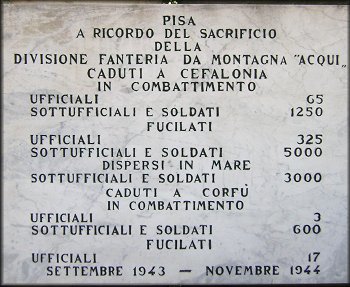 PISA
A RICORDO DEL SACRIFICIO
DELLA
DIVISIONE FANTERIA DA MONTAGNA "ACQUI„
CADUTI A CEFALONIA
IN COMBATTIMENTO
UFFICIALI 65
SOTTUFFICIALI E SOLDATI 1250
FUCILATI
UFFICIALI 325
SOTTUFFICIALI E SOLDATI 5000
DISPERSI IN MARE
SOTTUFFICIALI E SOLDATI 3000
CADUTI A CORFÙ
IN COMBATTIMENTO
UFFICIALI 3
SOTTUFFICIALI E SOLDATI 600
FUCILATI
UFFICIALI 17
SETTEMBRE 1943 — NOVEMBRE 1944